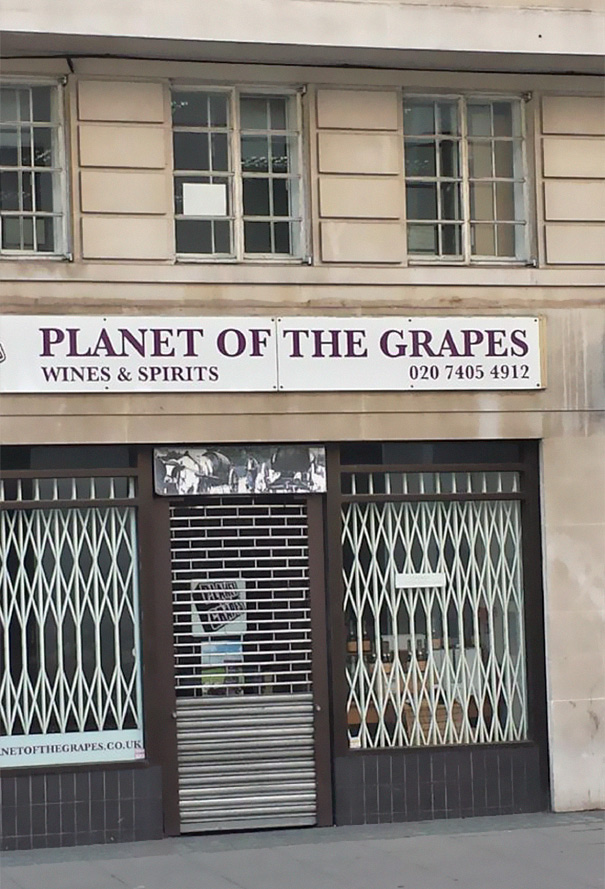 PLANET OF THE GRAPES
WINES & SPIRITS
020 7405 4912
NETOFTHEGRAPES.CO.UK